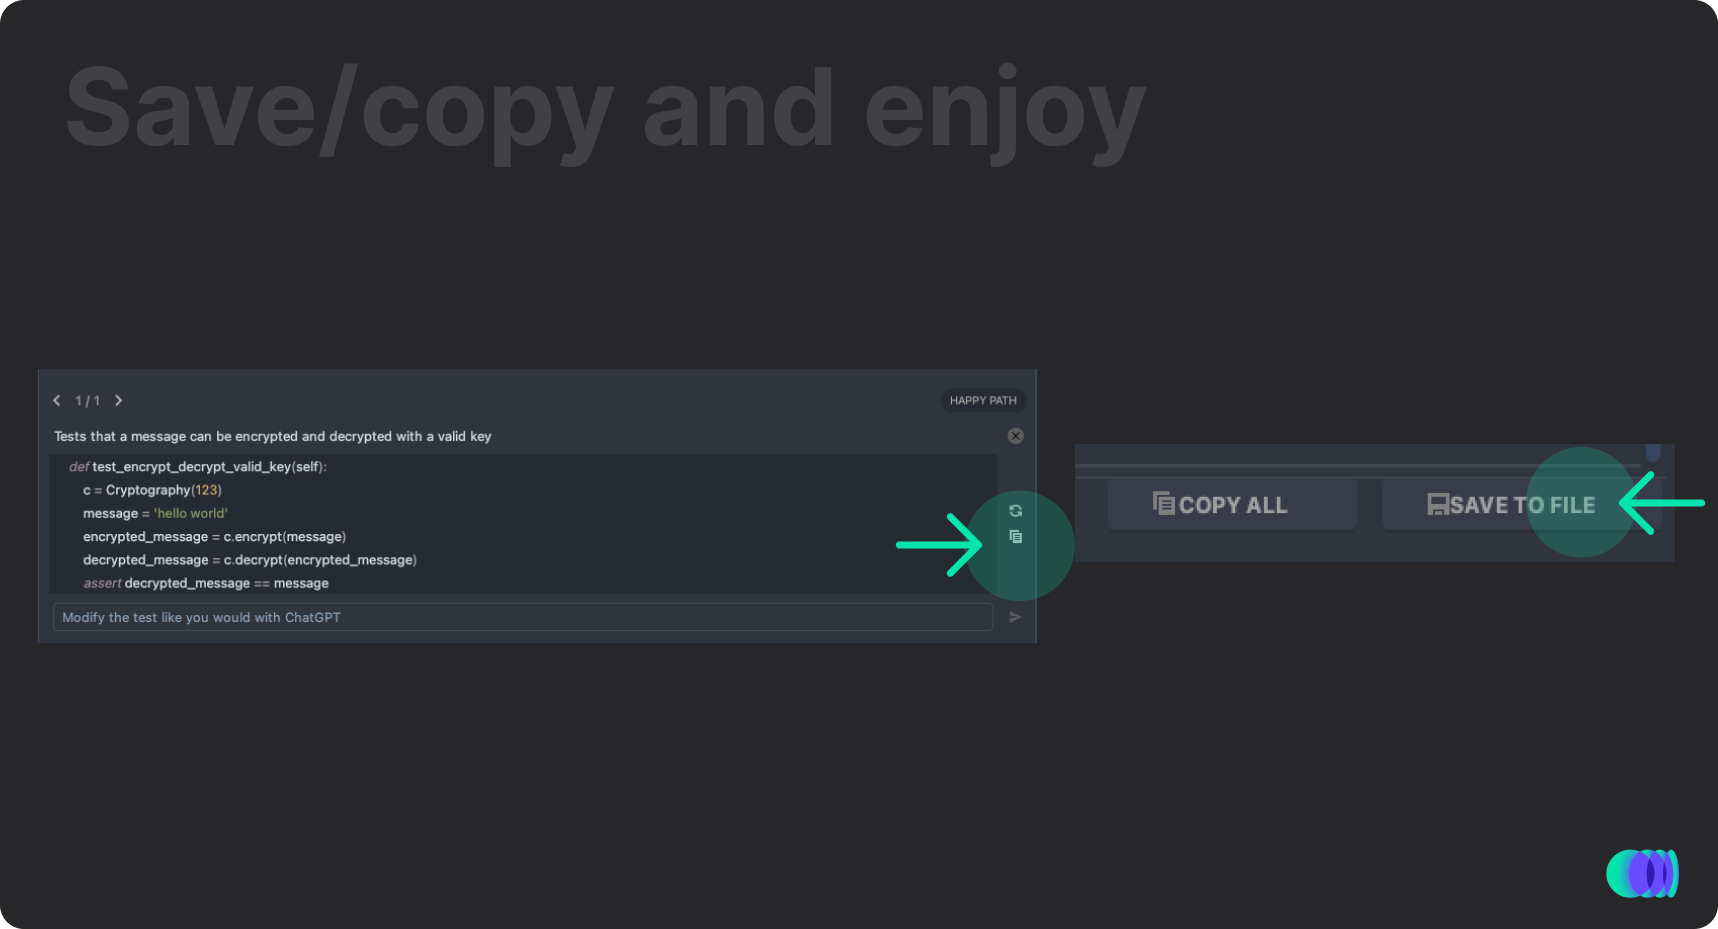 Save/copy and enjoy
1 / 1
HAPPY PATH
Tests that a message can be encrypted and decrypted with a valid key
def test_encrypt_decrypt_valid_key(self):
c = Cryptography(123)
message = 'hello world'
encrypted_message = c.encrypt(message)
decrypted_message = c.decrypt(encrypted_message)
assert decrypted_message == message
Modify the test like you would with ChatGPT
COPY ALL
SAVE TO FILE